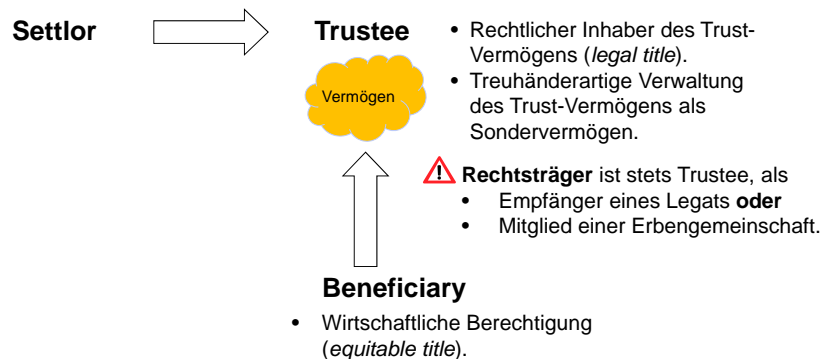 Settlor
Trustee
• Rechtlicher Inhaber des Trust-
Vermögens (legal title).
• Treuhänderartige Verwaltung
des Trust-Vermögens als
Sondervermögen.
Vermögen
Rechtsträger ist stets Trustee, als
• Empfänger eines Legats oder
• Mitglied einer Erbengemeinschaft.
Beneficiary
• Wirtschaftliche Berechtigung
(equitable title).